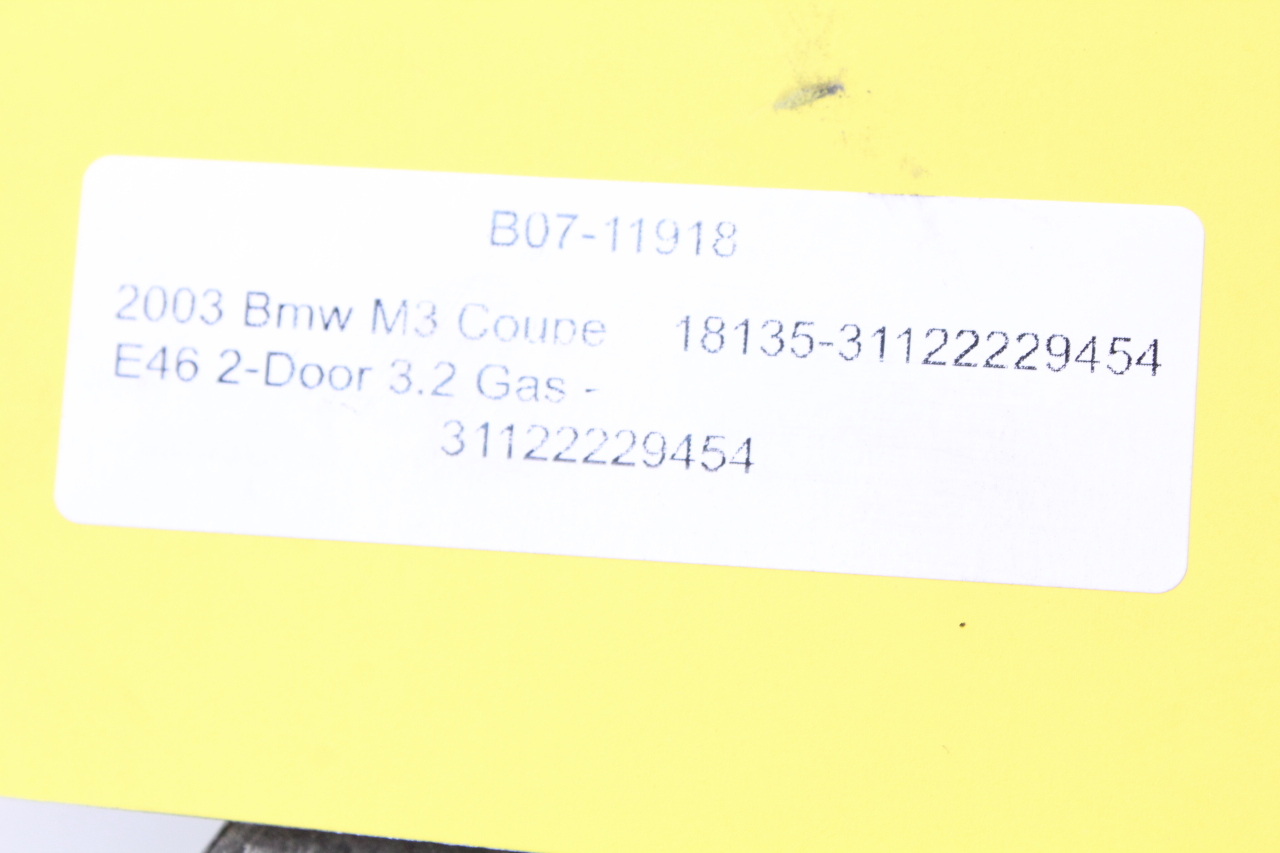 B07-11918
2003 Bmw M3 Coupe 18135-31122229454
E46 2-Door 3.2 Gas -
31122229454